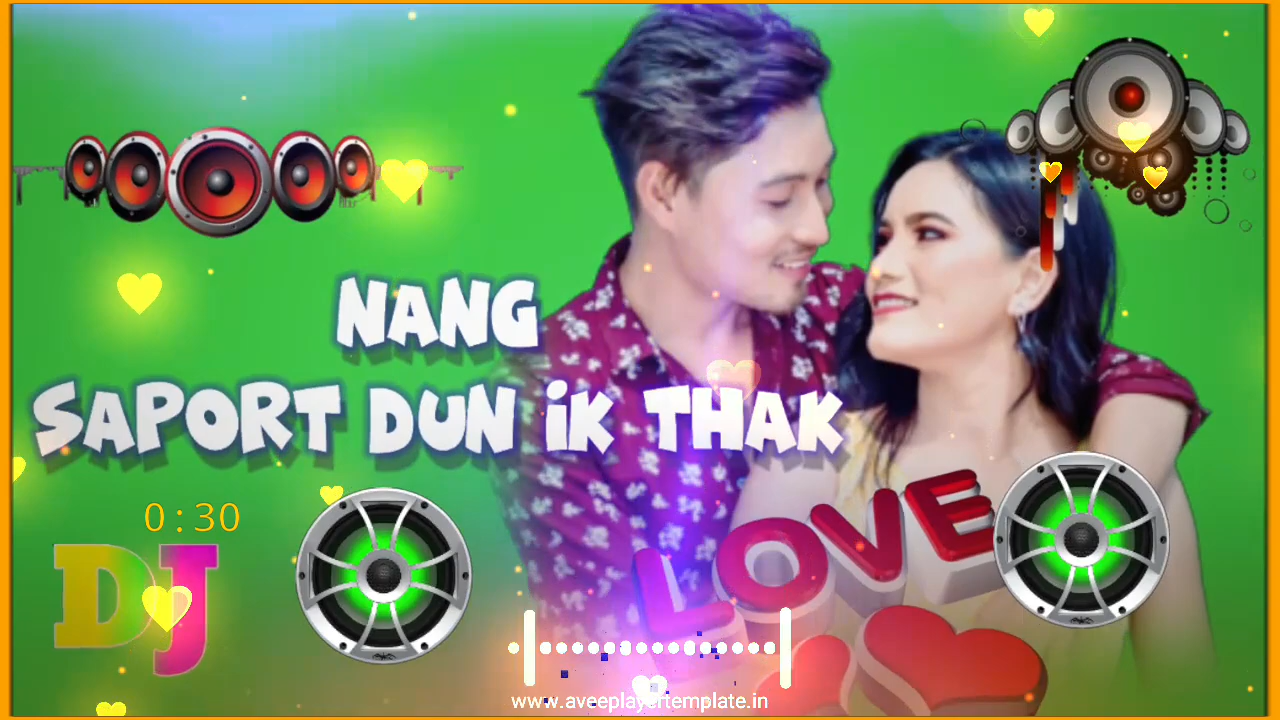 NANG
SAPORT DUN iK THAK
0:30
DJ
LOVE
www.aveeplayertemplate.in